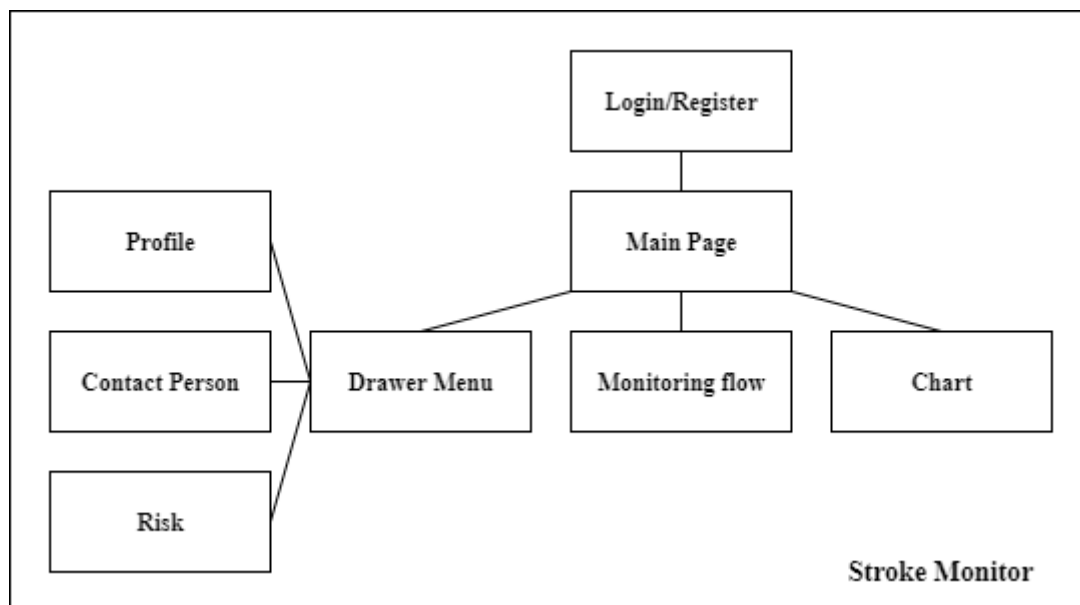 Login/Register
Profile
Main Page
Contact Person
Drawer Menu
Monitoring flow
Chart
Risk
Stroke Monitor